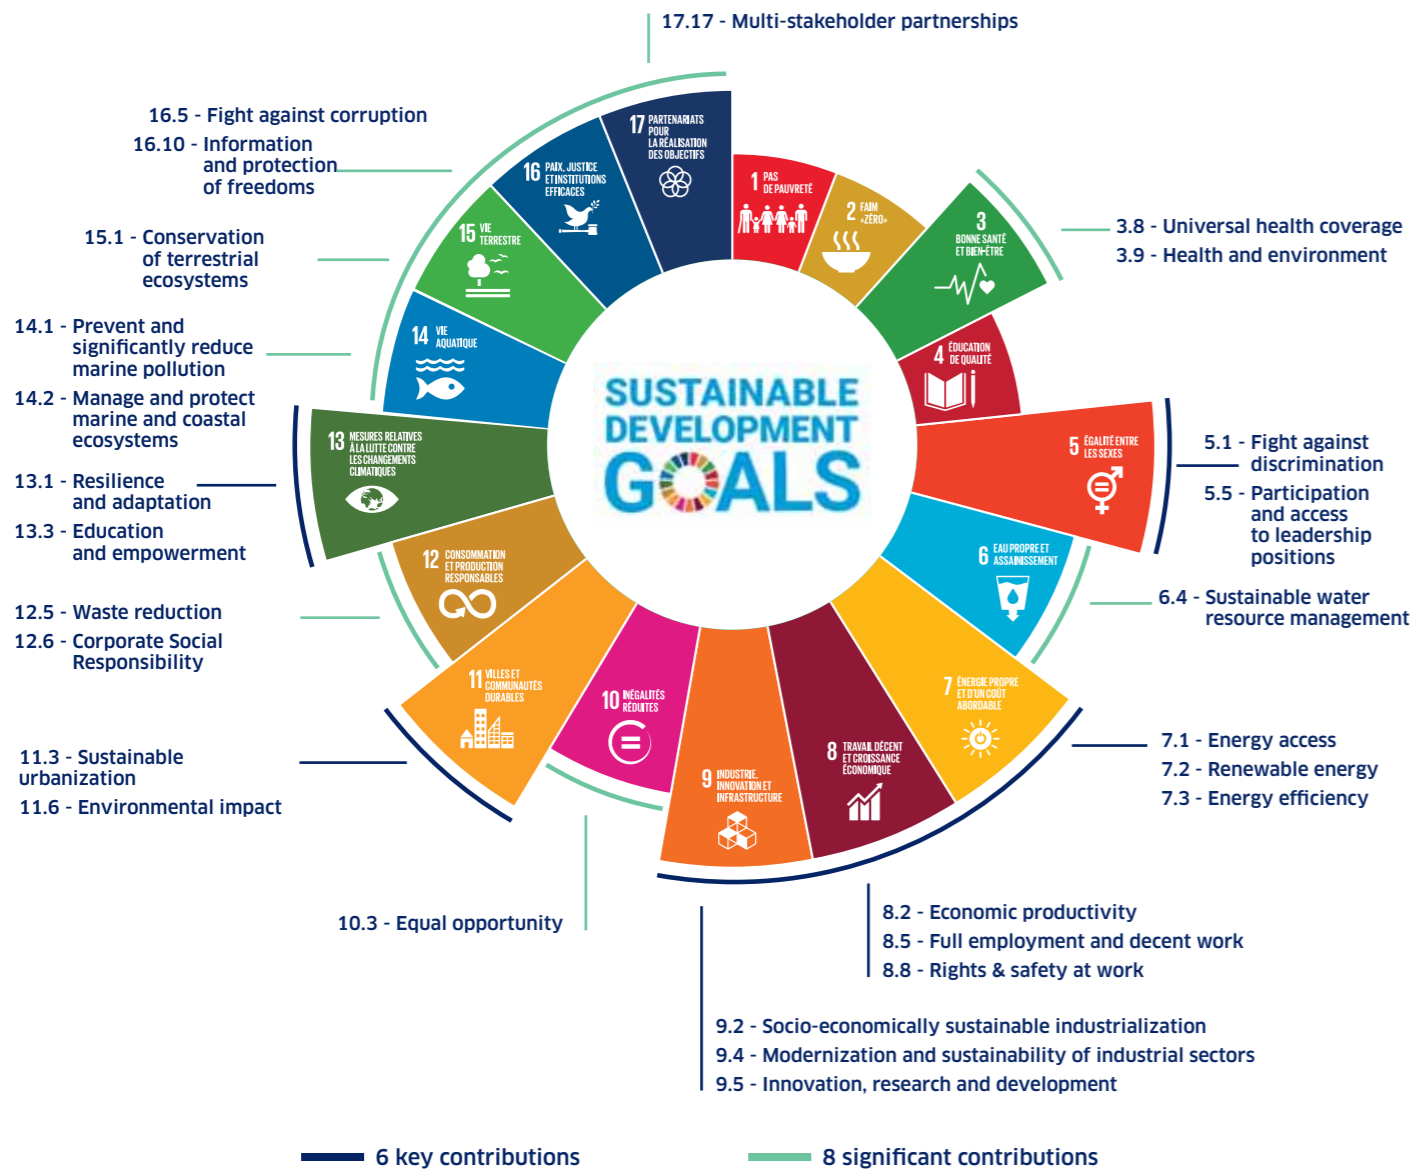 17.17 - Multi-stakeholder partnerships
16.5 - Fight against corruption
16.10 - Information
and protection
of freedoms
15.1 - Conservation
of terrestrial
ecosystems
14.1 - Prevent and
significantly reduce
marine pollution
14.2 - Manage and protect
marine and coastal
ecosystems
13.1 - Resilience
and adaptation
13.3 - Education
and empowerment
12.5 - Waste reduction
12.6 - Corporate Social
Responsibility
11.3 - Sustainable
urbanization
11.6 - Environmental impact
10.3 - Equal opportunity
1 PAS
DE PAUVRETÉ
2 FAIM
«ZÉRO»
3
BONNE SANTÉ
ET BIEN-ÊTRE
4 ÉDUCATION
DE QUALITÉ
5 ÉGALITÉ ENTRE
LES SEXES
6 EAU PROPRE ET
ASSAINISSEMENT
7 ÉNERGIE PROPRE
ET D'UN COÛT
ABORDABLE
8 TRAVAIL DÉCENT
ET CROISSANCE
ÉCONOMIQUE
9 INDUSTRIE,
INNOVATION ET
INFRASTRUCTURE
10 INÉGALITÉS
RÉDUITES
11 VILLES ET
COMMUNAUTÉS
DURABLES
12 CONSOMMATION
ET PRODUCTION
RESPONSABLES
13 MESURES RELATIVES
À LA LUTTE CONTRE
LES CHANGEMENTS
CLIMATIQUES
14 VIE
AQUATIQUE
15 VIE
TERRESTRE
16 PAIX, JUSTICE
ET INSTITUTIONS
EFFICACES
17 PARTENARIATS
POUR
LA RÉALISATION
DES OBJECTIFS
SUSTAINABLE
DEVELOPMENT
GOALS
3.8 - Universal health coverage
3.9 - Health and environment
5.1 - Fight against
discrimination
5.5 - Participation
and access
to leadership
positions
6.4 - Sustainable water
resource management
7.1 - Energy access
7.2 - Renewable energy
7.3 - Energy efficiency
8.2 - Economic productivity
8.5 - Full employment and decent work
8.8 - Rights & safety at work
9.2 - Socio-economically sustainable industrialization
9.4 - Modernization and sustainability of industrial sectors
9.5 - Innovation, research and development
6 key contributions
8 significant contributions